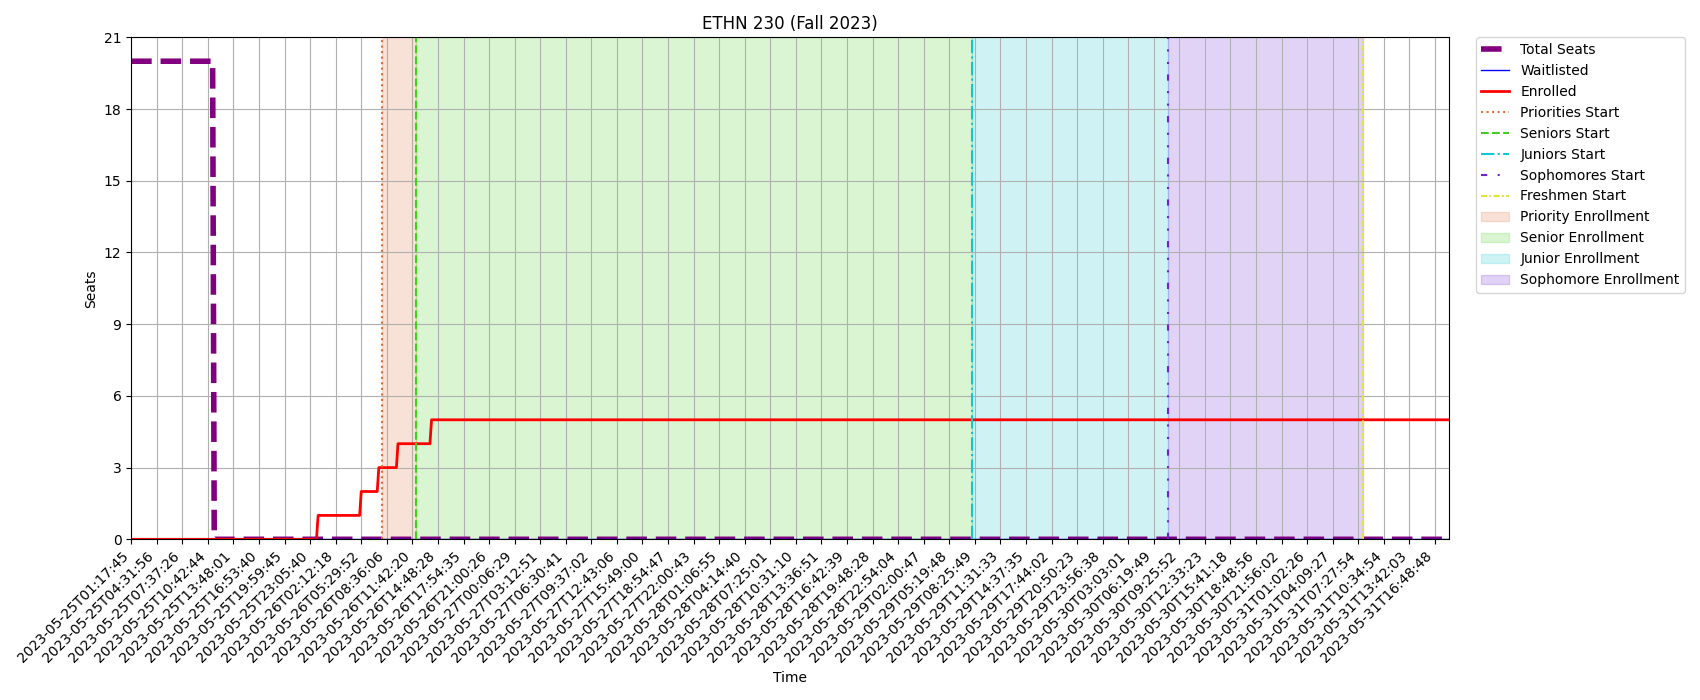 ETHN 230 (Fall 2023)
21
18
15
12
9
6
3
0
Seats
2023-05-25T01:17:45
2023-05-25T04:31:56
2023-05-25T07:37:26
2023-05-25T10:42:44
2023-05-25T13:48:01
2023-05-25T16:53:40
2023-05-25T19:59:45
2023-05-25T23:05:40
2023-05-26T02:12:18
2023-05-26T05:29:52
2023-05-26T08:36:06
2023-05-26T11:42:20
2023-05-26T14:48:28
2023-05-26T17:54:35
2023-05-26T21:00:26
2023-05-27T00:06:29
2023-05-27T03:12:51
2023-05-27T06:30:41
2023-05-27T09:37:02
2023-05-27T12:43:06
2023-05-27T15:49:00
2023-05-27T18:54:47
2023-05-27T22:00:43
2023-05-28T01:06:55
2023-05-28T04:14:40
2023-05-28T07:25:01
2023-05-28T10:31:10
2023-05-28T13:36:51
2023-05-28T16:42:39
2023-05-28T19:48:28
2023-05-28T22:54:04
2023-05-29T02:00:47
2023-05-29T05:19:48
2023-05-29T08:25:49
2023-05-29T11:31:33
2023-05-29T14:37:35
2023-05-29T17:44:02
2023-05-29T20:50:23
2023-05-29T23:56:38
2023-05-30T03:03:01
2023-05-30T06:19:49
2023-05-30T09:25:52
2023-05-30T12:33:23
2023-05-30T15:41:18
2023-05-30T18:48:56
2023-05-30T21:56:02
2023-05-31T01:02:26
2023-05-31T04:09:27
2023-05-31T07:27:54
2023-05-31T10:34:54
2023-05-31T13:42:03
2023-05-31T16:48:48
Time
Total Seats
Waitlisted
Enrolled
Priorities Start
Seniors Start
Juniors Start
Sophomores Start
Freshmen Start
Priority Enrollment
Senior Enrollment
Junior Enrollment
Sophomore Enrollment